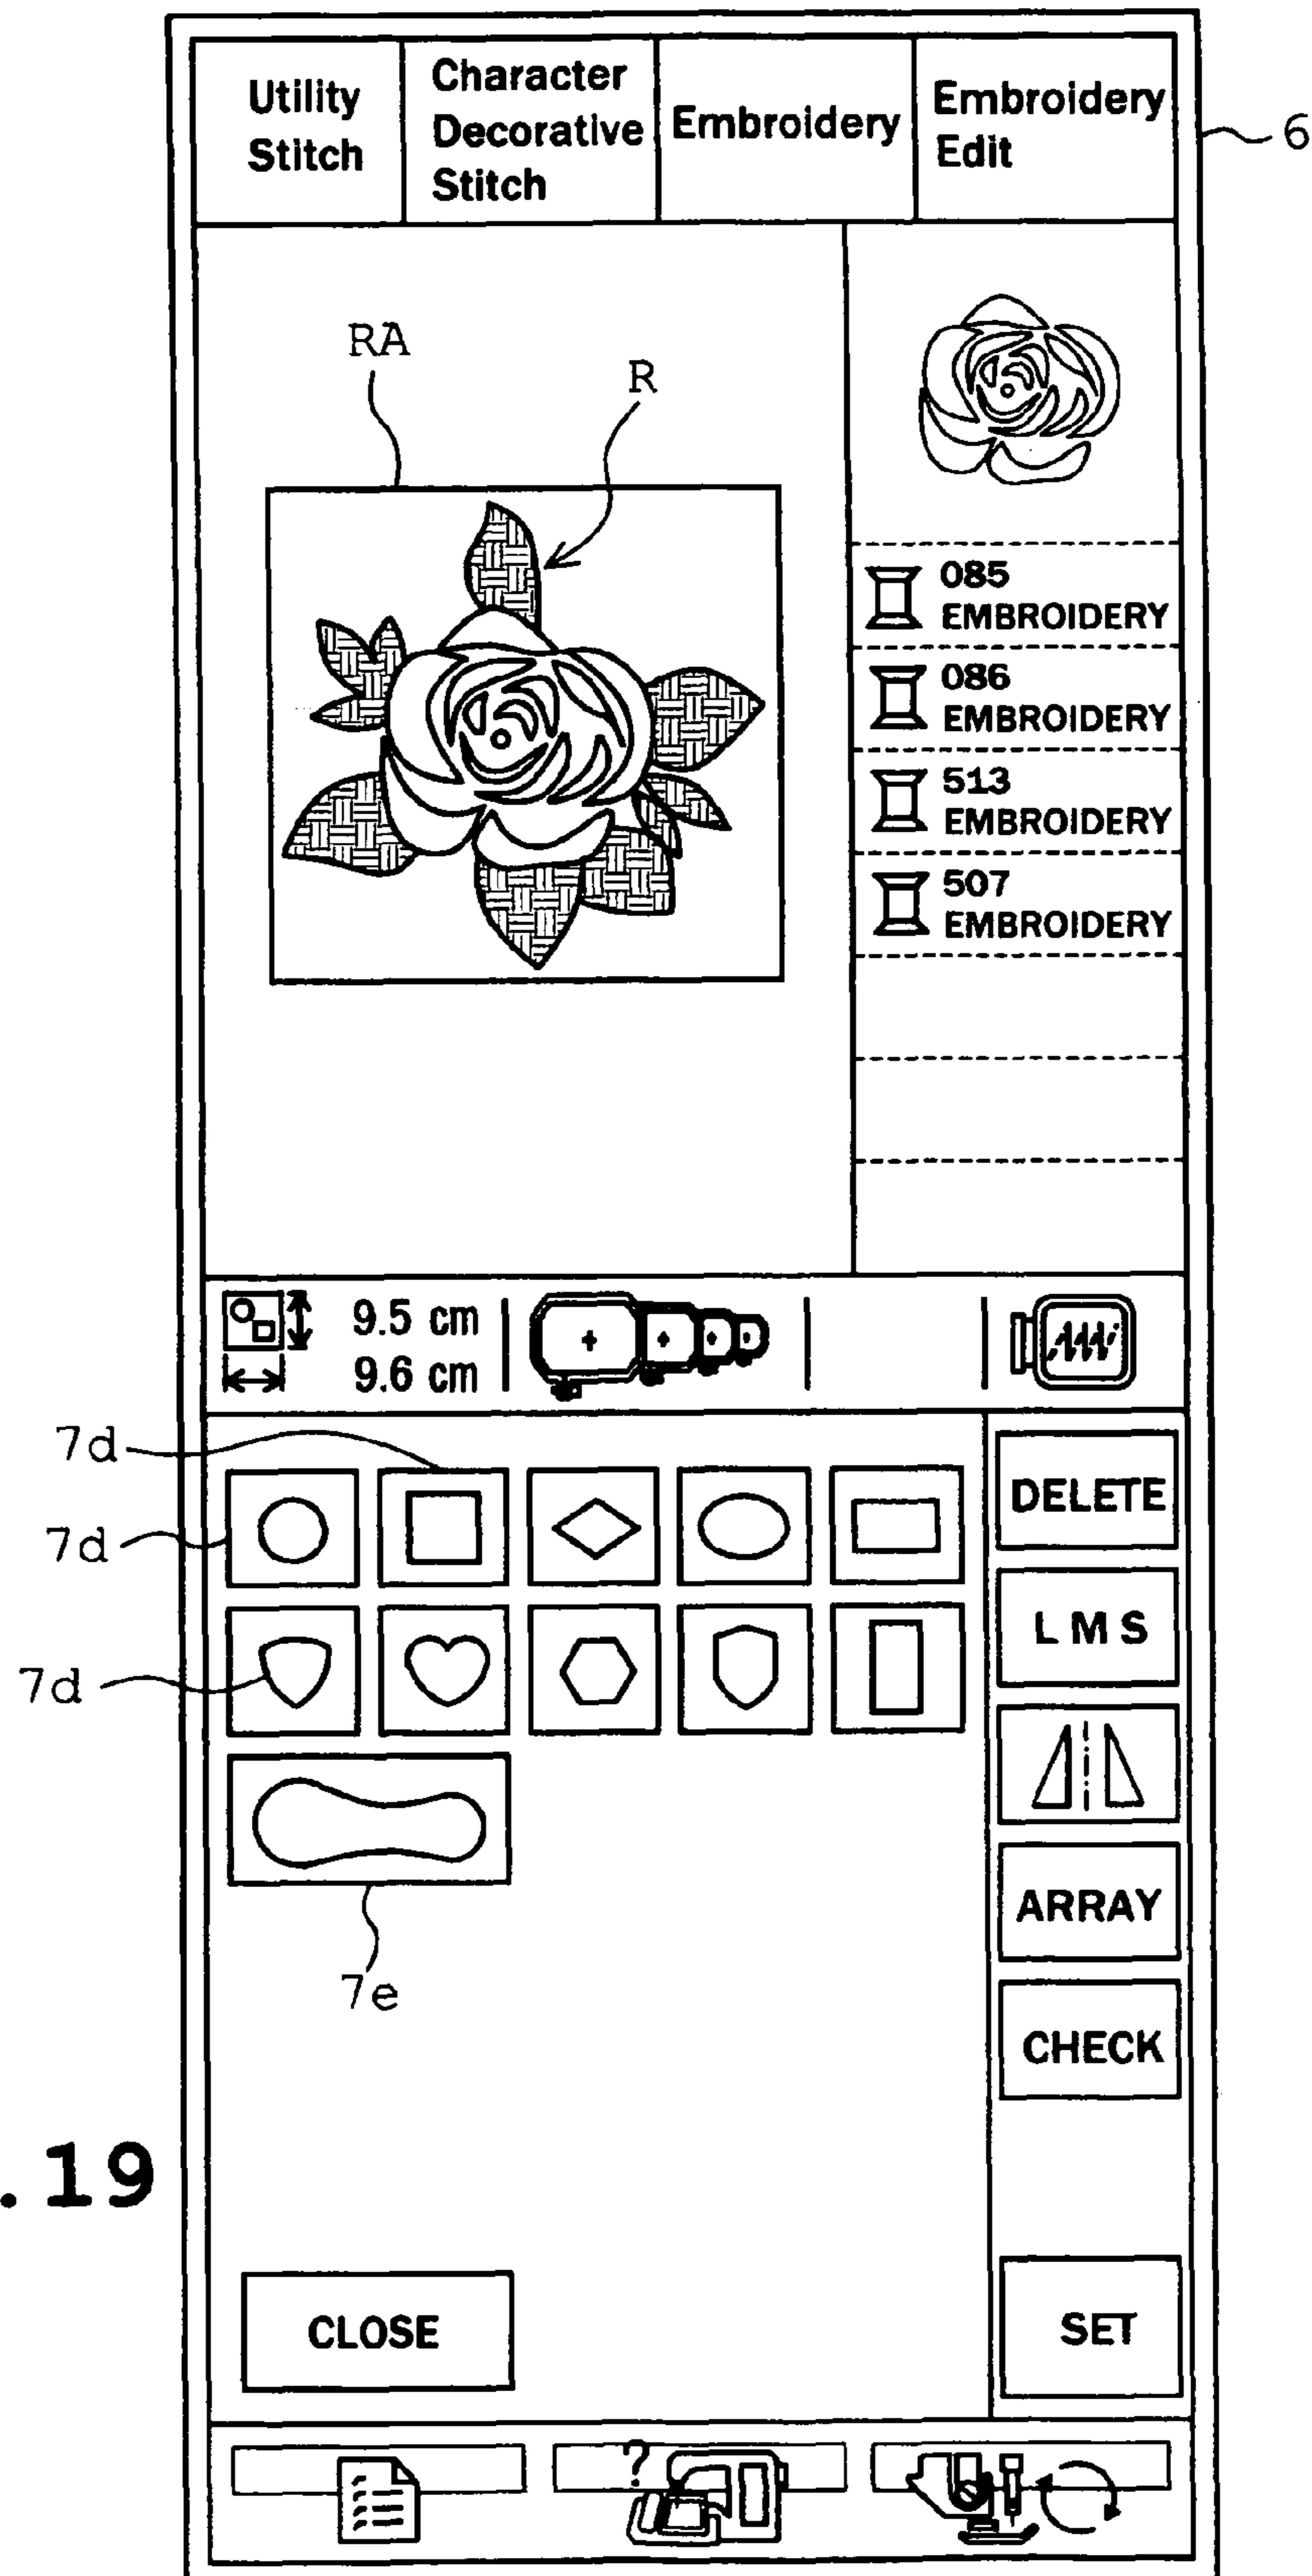 Utility
Stitch
Character
Decorative
Stitch
Embroidery
Embroidery
Edit
6
RA
R
085
EMBROIDERY
086
EMBROIDERY
513
EMBROIDERY
507
EMBROIDERY
9.5 cm
9.6 cm
7d
7d
7d
7e
DELETE
L M S
ARRAY
CHECK
.19
CLOSE
SET
?